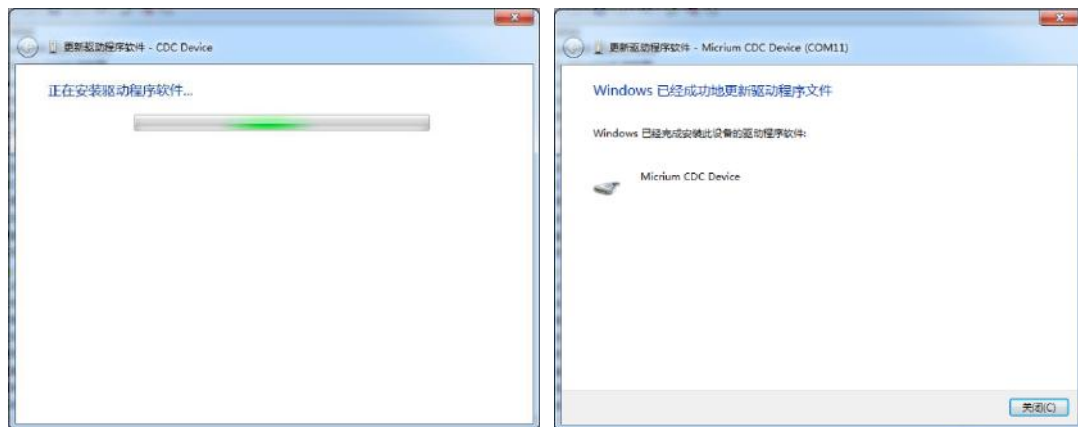 更新驱动程序软件 - CDC Device
正在安装驱动程序软件...
更新驱动程序软件 - Micrium CDC Device (COM11)
Windows 已经成功地更新驱动程序文件
Windows 已经完成安装此设备的驱动程序软件:
Micrium CDC Device
关闭(C)